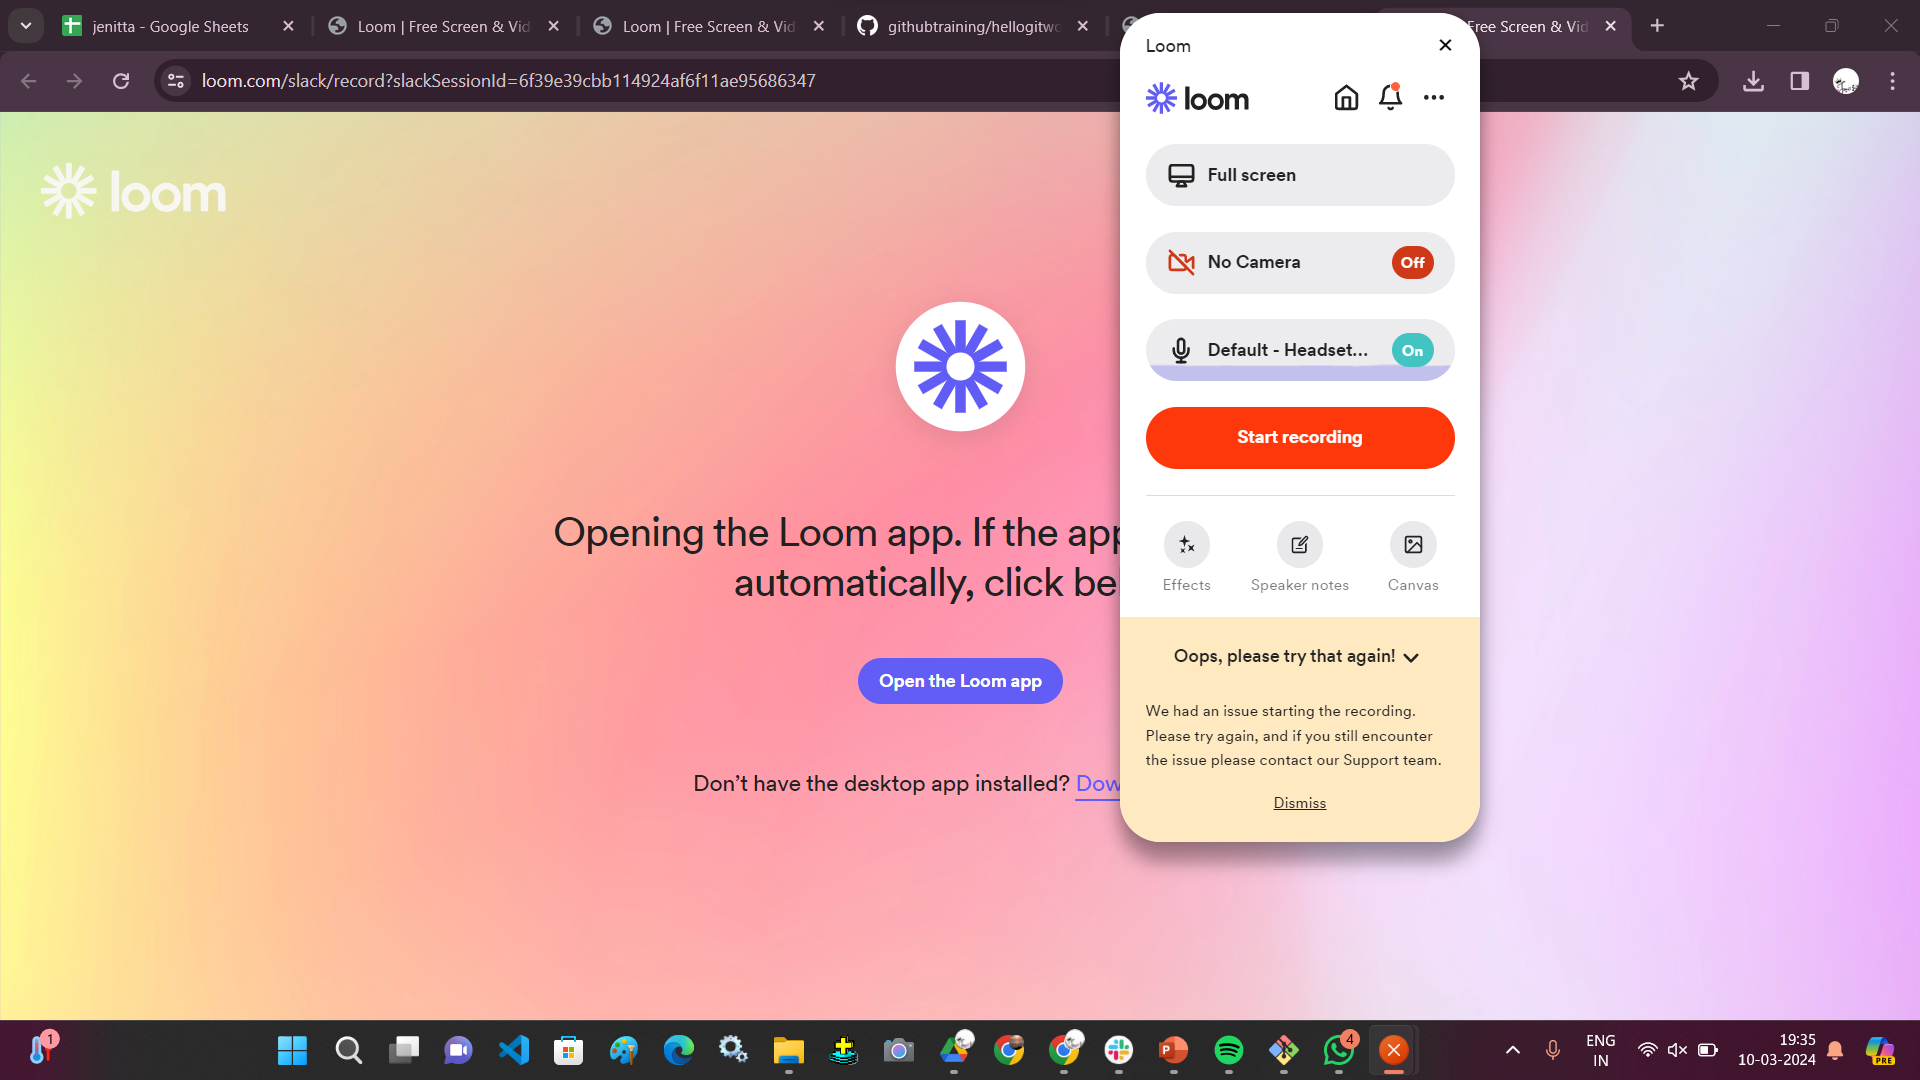 jenitta - Google Sheets
Loom | Free Screen & Vid
Loom | Free Screen & Vid
githubtraining/hellogitwo
Free Screen & Vid
loom.com/slack/record?slackSessionId=6f39e39cbb114924af6f11ae95686347
loom
Opening the Loom app. If the app
automatically, click be
Open the Loom app
Don’t have the desktop app installed? Dow
Loom
loom
Full screen
No Camera
Off
Default - Headset...
On
Start recording
Effects
Speaker notes
Canvas
Oops, please try that again!
We had an issue starting the recording.
Please try again, and if you still encounter
the issue please contact our Support team.
Dismiss
1
4
ENG
IN
19:35
10-03-2024
PRE